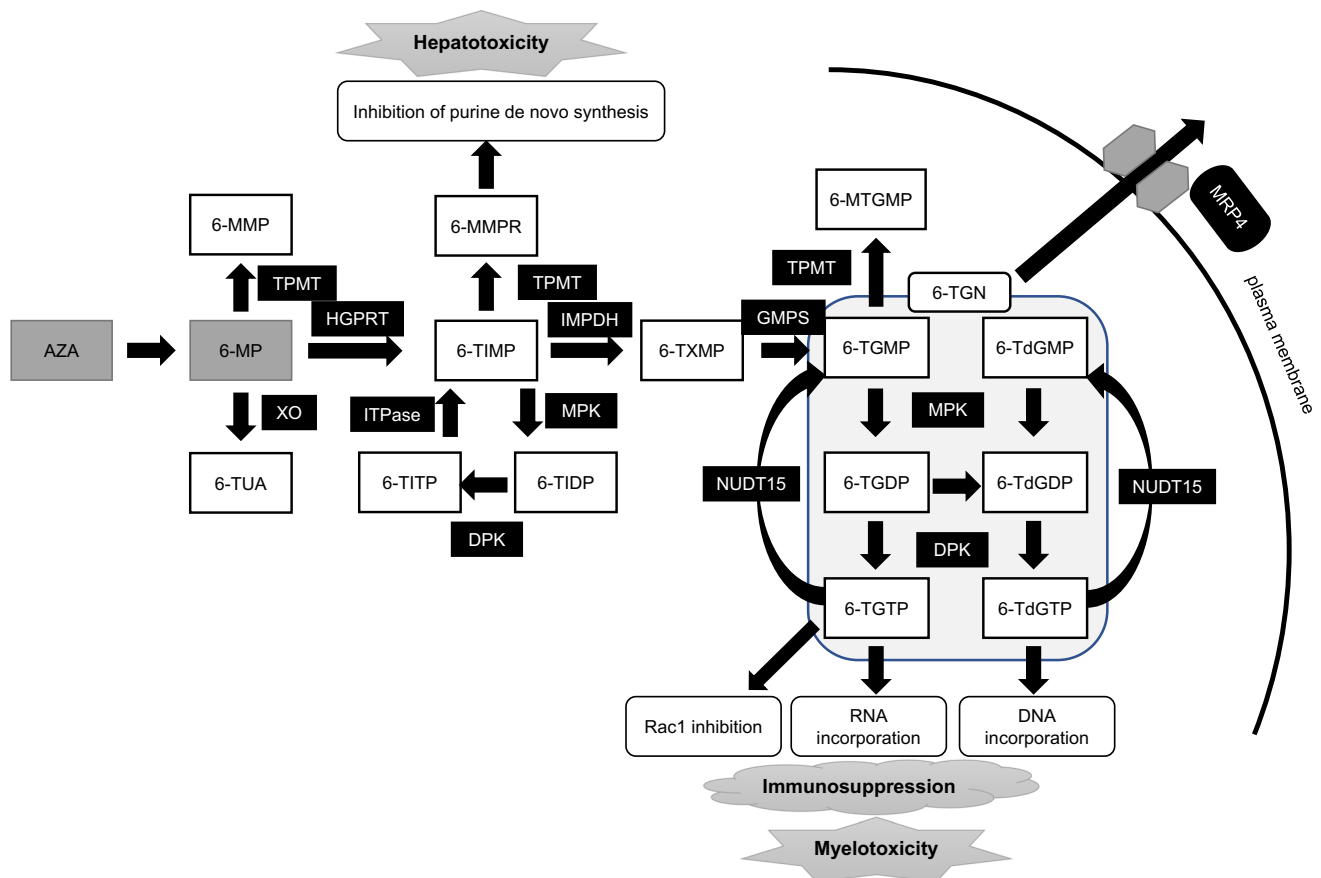 Hepatotoxicity
Inhibition of purine de novo synthesis
6-MMP
6-MMPR
6-MTGMP
MRP4
TPMT
TPMT
TPMT
6-TGN
plasma membrane
HGPRT
IMPDH
GMPS
AZA
6-MP
6-TIMP
6-TXMP
6-TGMP
6-TdGMP
XO
ITPase
MPK
MPK
6-TUA
6-TITP
6-TIDP
NUDT15
6-TGDP
6-TdGDP
NUDT15
DPK
DPK
6-TGTP
6-TdGTP
Rac1 inhibition
RNA
incorporation
DNA
incorporation
Immunosuppression
Myelotoxicity